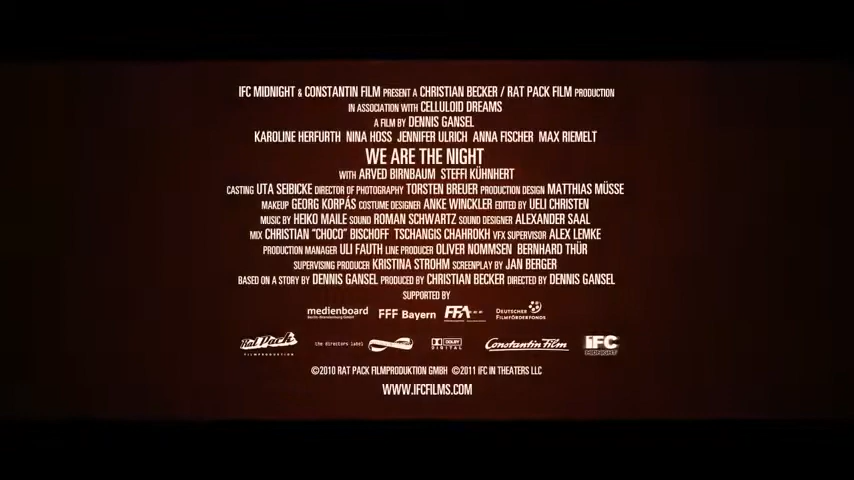 IFC MIDNIGHT & CONSTANTIN FILM PRESENT A CHRISTIAN BECKER / RAT PACK FILM PRODUCTION
IN ASSOCIATION WITH CELLULOID DREAMS
A FILM BY DENNIS GANSEL
KAROLINE HERFURTH NINA HOSS JENNIFER ULRICH ANNA FISCHER MAX RIEMELT
WE ARE THE NIGHT
WITH ARVED BIRNBAUM STEFFI KÜHNHERT
CASTING UTA SEIBICKE DIRECTOR OF PHOTOGRAPHY TORSTEN BREUER PRODUCTION DESIGN MATTHIAS MÜSSE
MAKEUP GEORG KORPÁS COSTUME DESIGNER ANKE WINCKLER EDITED BY UELI CHRISTEN
MUSIC BY HEIKO MAILE SOUND ROMAN SCHWARTZ SOUND DESIGNER ALEXANDER SAAL
MIX CHRISTIAN "CHOCO" BISCHOFF TSCHANGIS CHAHROKH VFX SUPERVISOR ALEX LEMKE
PRODUCTION MANAGER ULI FAUTH LINE PRODUCER OLIVER NOMMSEN BERNHARD THÜR
SUPERVISING PRODUCER KRISTINA STROHM SCREENPLAY BY JAN BERGER
BASED ON A STORY BY DENNIS GANSEL PRODUCED BY CHRISTIAN BECKER DIRECTED BY DENNIS GANSEL
SUPPORTED BY
medienboard FFF Bayern FFA DEUTSCHER
Berlin-Brandenburg GmbH FILMFÖRDERFONDS
Rat Pack the directors label DOLBY Constantin Film IFC
FILMPRODUKTION DIGITAL MIDNIGHT
©2010 RAT PACK FILMPRODUKTION GMBH ©2011 IFC IN THEATERS LLC
WWW.IFCFILMS.COM